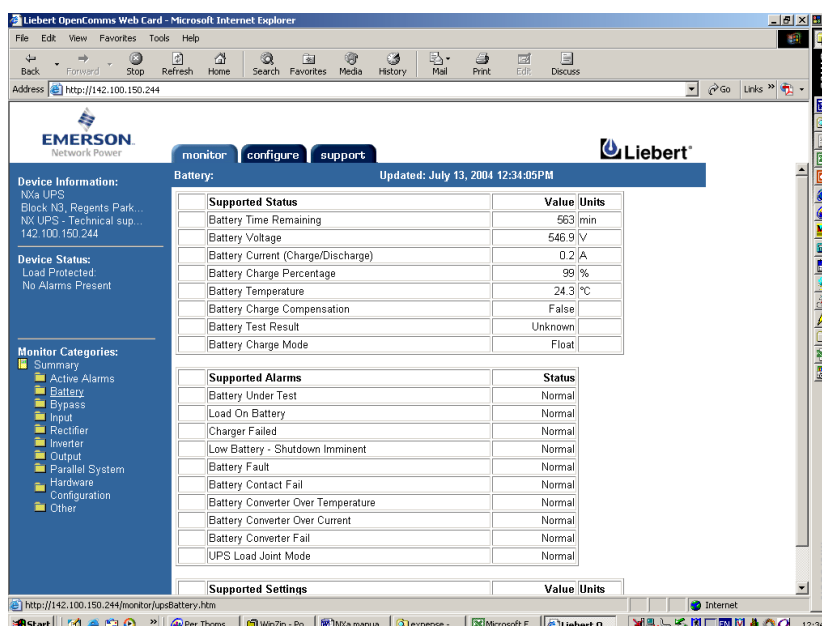 Liebert OpenComms Web Card - Microsoft Internet Explorer
File Edit View Favorites Tools Help
Back Forward Stop Refresh Home Search Favorites Media History Mail Print Edit Discuss
Address http://142.100.150.244 Go Links »
EMERSON.
Network Power
monitor configure support
Liebert®
Battery: Updated: July 13, 2004 12:34:05PM
Device Information:
NXa UPS
Block N3, Regents Park...
NX UPS - Technical sup...
142.100.150.244
Device Status:
Load Protected:
No Alarms Present
Monitor Categories:
Summary
Active Alarms
Battery
Bypass
Input
Rectifier
Inverter
Output
Parallel System
Hardware
Configuration
Other
Supported Status Value Units
Battery Time Remaining 563 min
Battery Voltage 546.9 V
Battery Current (Charge/Discharge) 0.2 A
Battery Charge Percentage 99 %
Battery Temperature 24.3 °C
Battery Charge Compensation False
Battery Test Result Unknown
Battery Charge Mode Float
Supported Alarms Status
Battery Under Test Normal
Load On Battery Normal
Charger Failed Normal
Low Battery - Shutdown Imminent Normal
Battery Fault Normal
Battery Contact Fail Normal
Battery Converter Over Temperature Normal
Battery Converter Over Current Normal
Battery Converter Fail Normal
UPS Load Joint Mode Normal
Supported Settings Value Units
http://142.100.150.244/monitor/upsBattery.htm Internet
Start » Per Thoms... WinZip - Po... NXa manua... expense - ... Microsoft E... Liebert O...